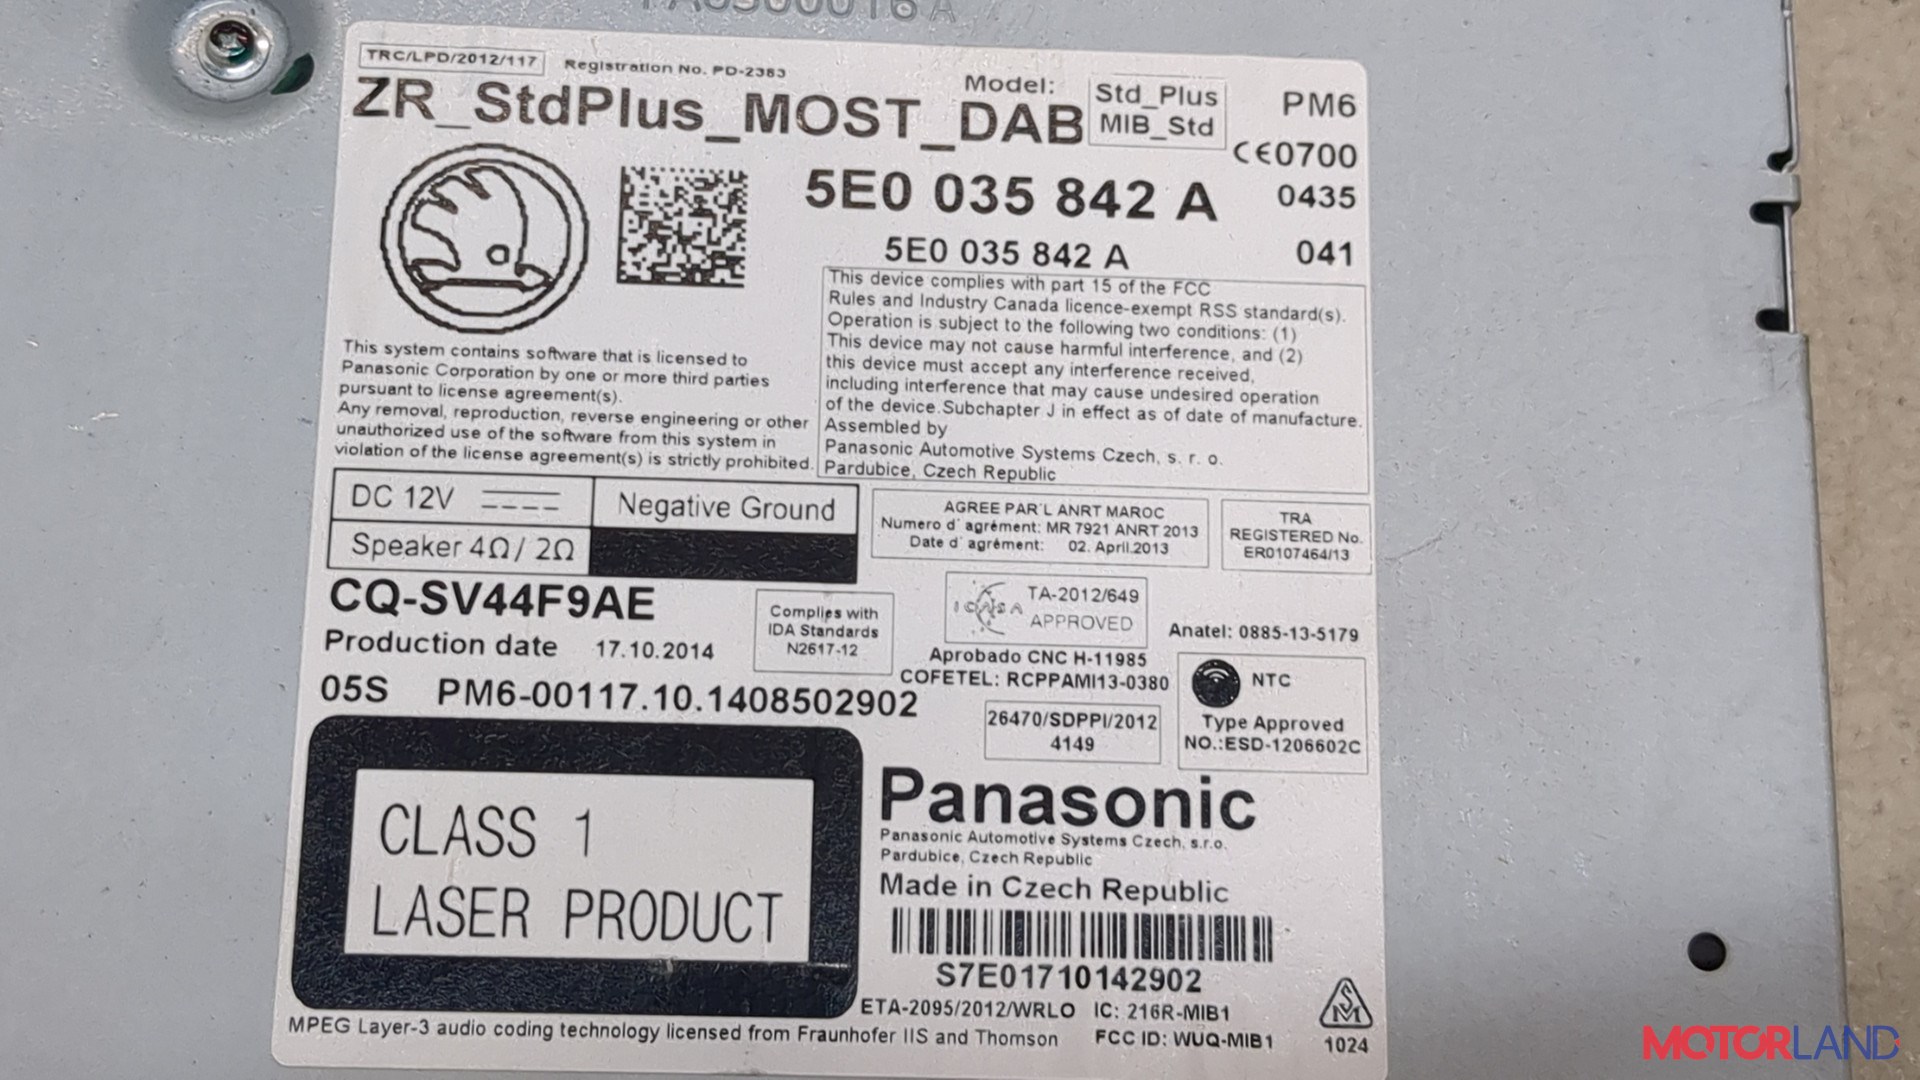 TRC/LPD/2012/117
Registration No. PD-2383
ZR_StdPlus_MOST_DAB
Model:
Std_Plus
MIB_Std
PM6
CE0700
0435
041
5E0 035 842 A
5E0 035 842 A
This device complies with part 15 of the FCC
Rules and Industry Canada licence-exempt RSS standard(s).
Operation is subject to the following two conditions: (1)
This device may not cause harmful interference, and (2)
this device must accept any interference received,
including interference that may cause undesired operation
of the device.Subchapter J in effect as of date of manufacture.
Assembled by
Panasonic Automotive Systems Czech, s. r. o.
Pardubice, Czech Republic
This system contains software that is licensed to
Panasonic Corporation by one or more third parties
pursuant to license agreement(s).
Any removal, reproduction, reverse engineering or other
unauthorized use of the software from this system in
violation of the license agreement(s) is strictly prohibited.
DC 12V
Negative Ground
Speaker 4Ω/ 2Ω
AGREE PAR'L ANRT MAROC
Numero d' agrément: MR 7921 ANRT 2013
Date d' agrément: 02. April.2013
TRA
REGISTERED No.
ER0107464/13
CQ-SV44F9AE
Production date 17.10.2014
05S PM6-00117.10.1408502902
Complies with
IDA Standards
N2617-12
ICASA
TA-2012/649
APPROVED
Anatel: 0885-13-5179
Aprobado CNC H-11985
COFETEL: RCPPAMI13-0380
26470/SDPPI/2012
4149
NTC
Type Approved
NO.:ESD-1206602C
CLASS 1
LASER PRODUCT
Panasonic
Panasonic Automotive Systems Czech, s.r.o.
Pardubice, Czech Republic
Made in Czech Republic
S7E01710142902
ETA-2095/2012/WRLO IC: 216R-MIB1
MPEG Layer-3 audio coding technology licensed from Fraunhofer IIS and Thomson
FCC ID: WUQ-MIB1
1024
MOTORLAND